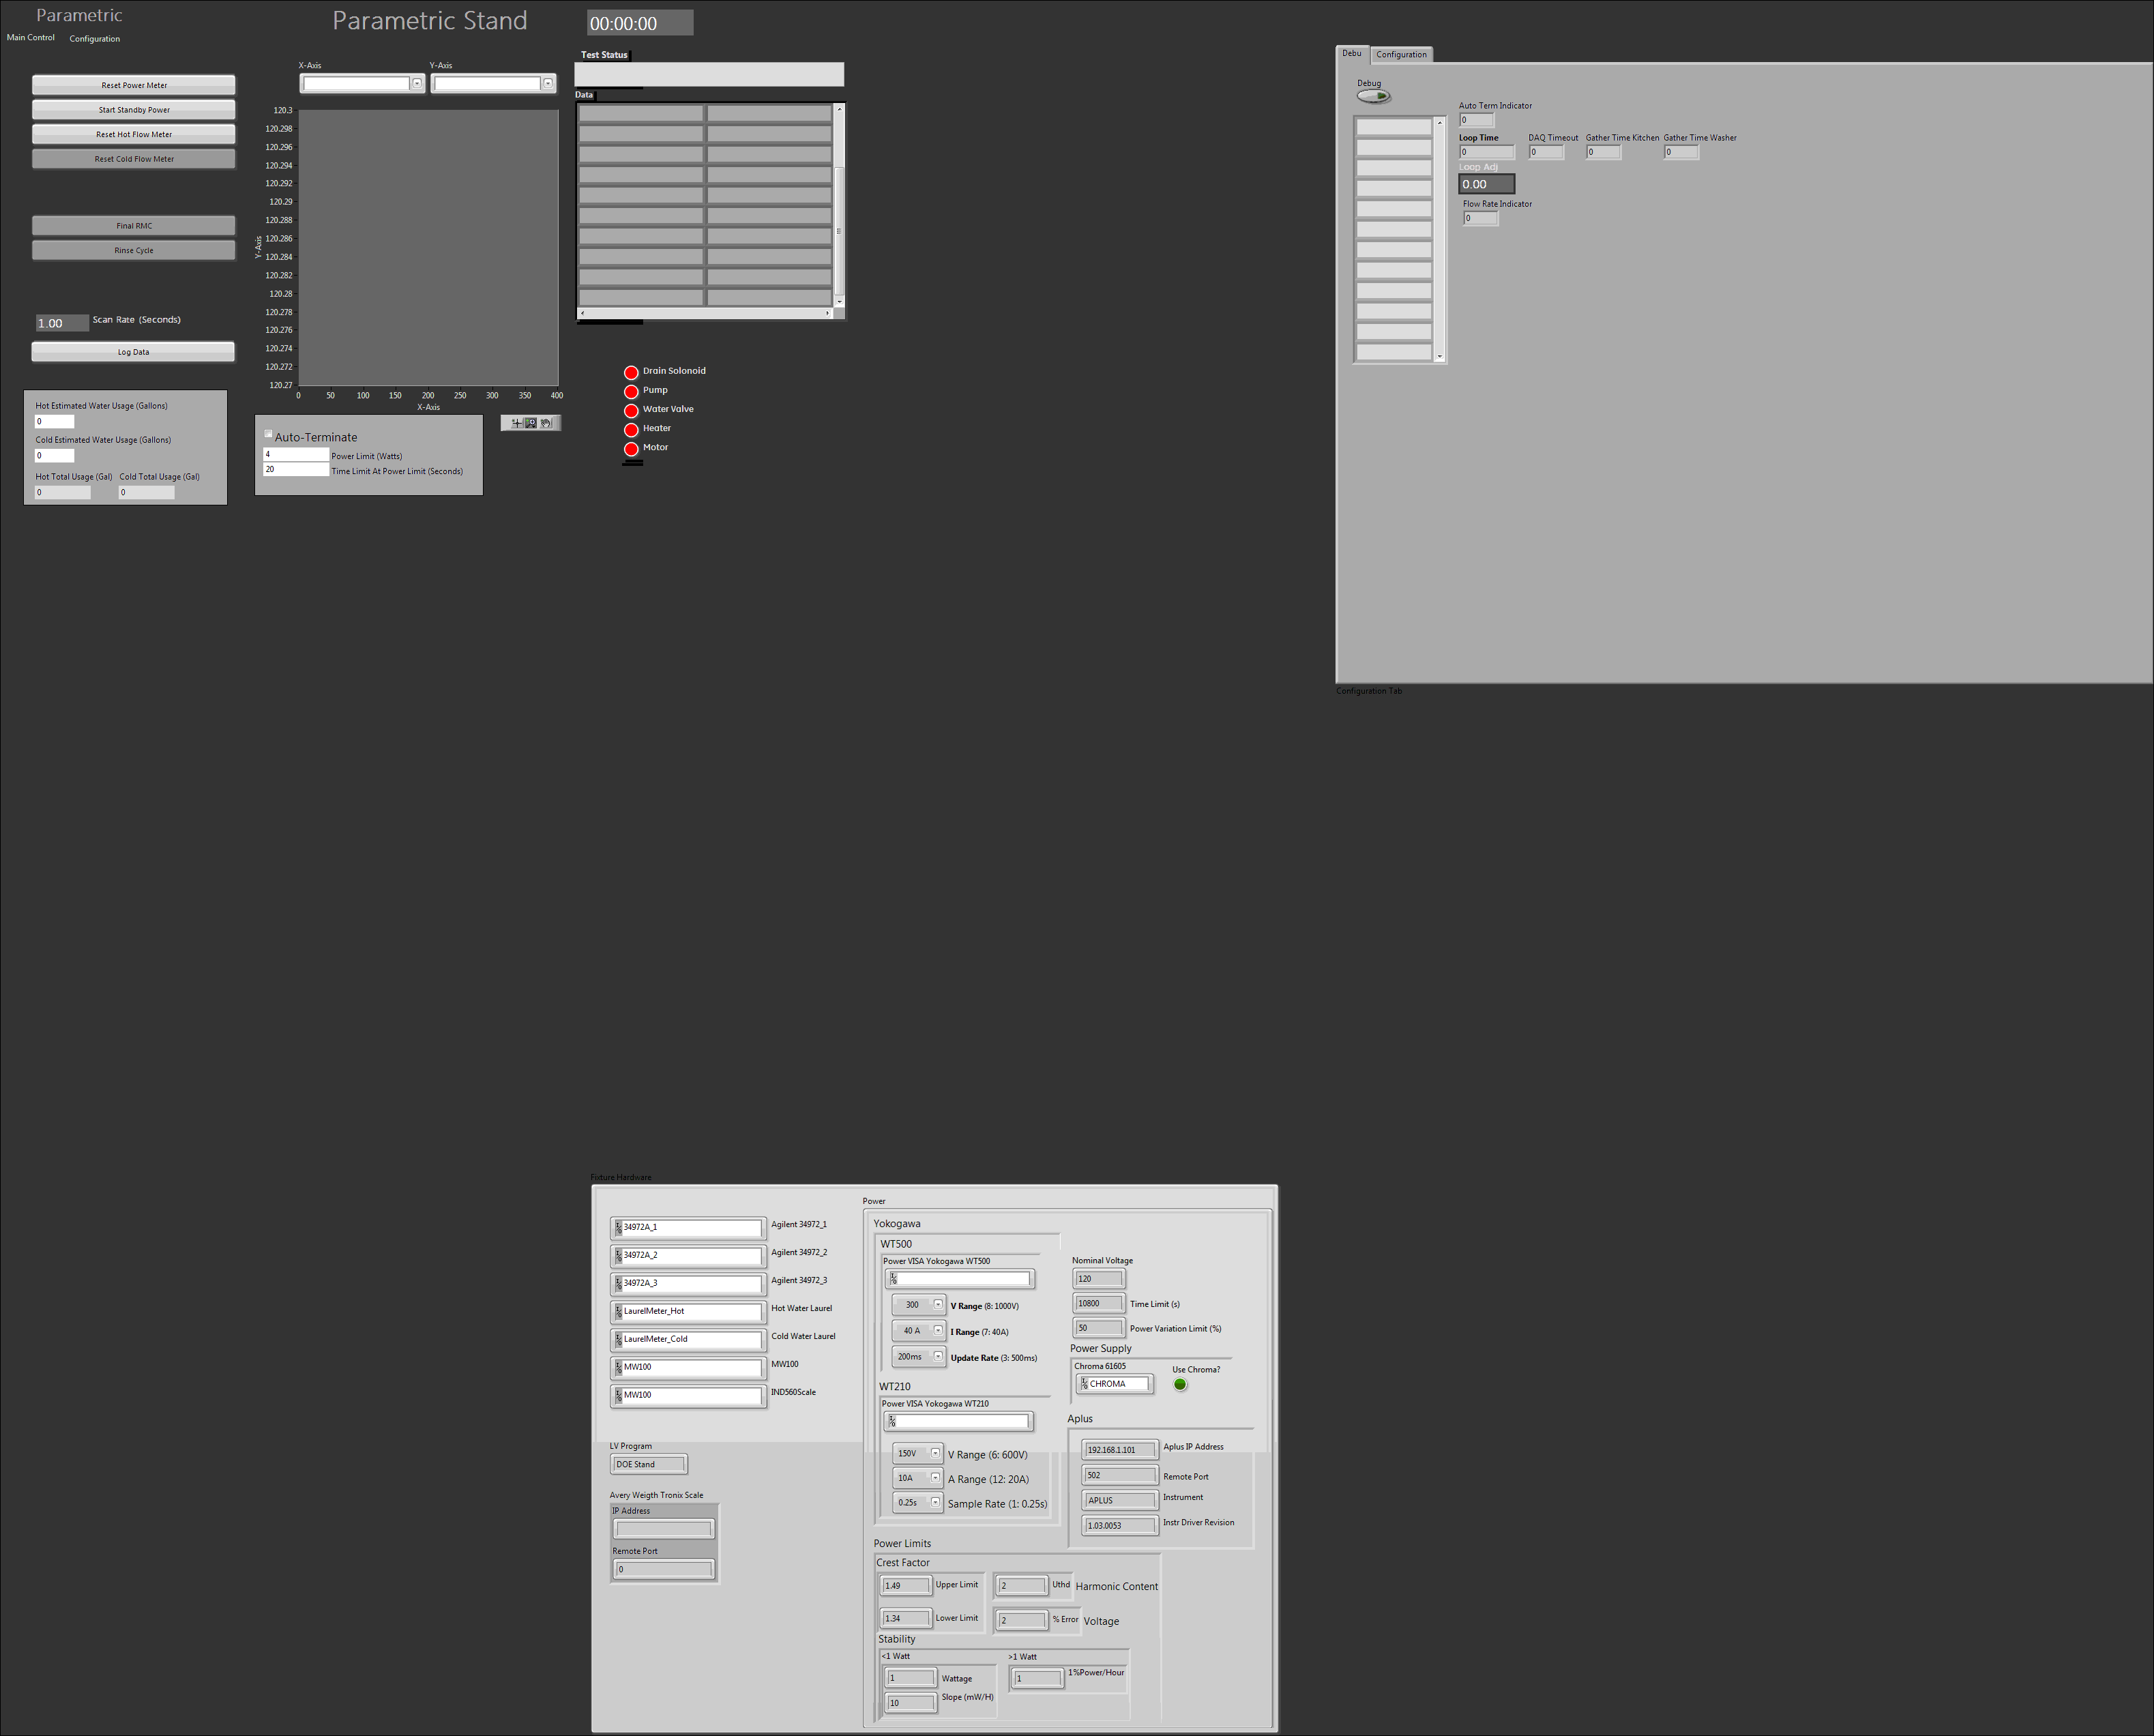 Parametric
Main Control
Configuration
Parametric Stand
00:00:00
Reset Power Meter
Start Standby Power
Reset Hot Flow Meter
Reset Cold Flow Meter
Final RMC
Rinse Cycle
1.00
Scan Rate (Seconds)
Log Data
Hot Estimated Water Usage (Gallons)
0
Cold Estimated Water Usage (Gallons)
0
Hot Total Usage (Gal)
Cold Total Usage (Gal)
0
0
X-Axis
Y-Axis
120.3
120.298
120.296
120.294
120.292
120.29
120.288
120.286
120.284
120.282
120.28
120.278
120.276
120.274
120.272
120.27
Y-Axis
0
50
100
150
200
250
300
350
400
X-Axis
Auto-Terminate
4
Power Limit (Watts)
20
Time Limit At Power Limit (Seconds)
Test Status
Data
Drain Solonoid
Pump
Water Valve
Heater
Motor
Debu
Configuration
Debug
Auto Term Indicator
0
Loop Time
DAQ Timeout
Gather Time Kitchen
Gather Time Washer
0
0
0
0
Loop Adj
0.00
Flow Rate Indicator
0
Configuration Tab
Fixture Hardware
34972A_1
Agilent 34972_1
34972A_2
Agilent 34972_2
34972A_3
Agilent 34972_3
LaurelMeter_Hot
Hot Water Laurel
LaurelMeter_Cold
Cold Water Laurel
MW100
MW100
MW100
IND560Scale
LV Program
DOE Stand
Avery Weigth Tronix Scale
IP Address
Remote Port
0
Power
Yokogawa
WT500
Power VISA Yokogawa WT500
300
V Range (8: 1000V)
40 A
I Range (7: 40A)
200ms
Update Rate (3: 500ms)
WT210
Power VISA Yokogawa WT210
150V
V Range (6: 600V)
10A
A Range (12: 20A)
0.25s
Sample Rate (1: 0.25s)
Nominal Voltage
120
10800
Time Limit (s)
50
Power Variation Limit (%)
Power Supply
Chroma 61605
CHROMA
Use Chroma?
Aplus
192.168.1.101
Aplus IP Address
502
Remote Port
APLUS
Instrument
1.03.0053
Instr Driver Revision
Power Limits
Crest Factor
1.49
Upper Limit
2
Uthd
Harmonic Content
1.34
Lower Limit
2
% Error
Voltage
Stability
<1 Watt
1
Wattage
10
Slope (mW/H)
>1 Watt
1
1%Power/Hour